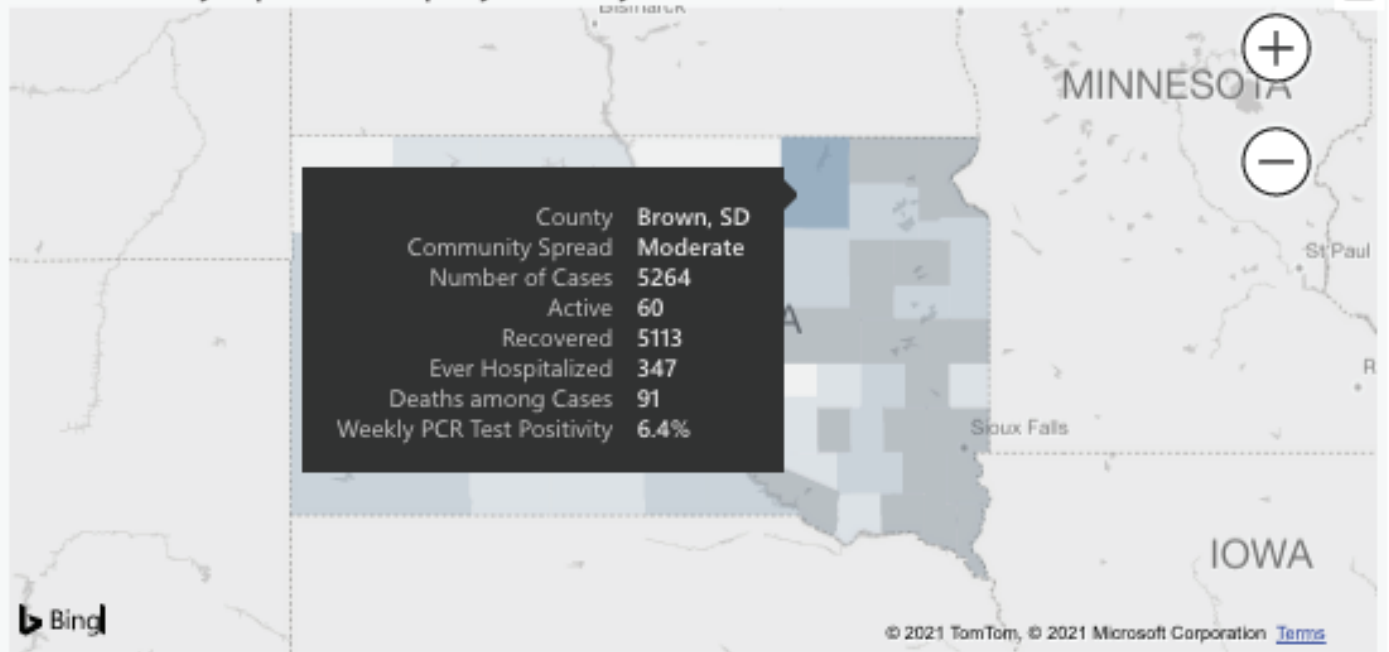 Bismarck
MINNESOTA
County Brown, SD
Community Spread Moderate
Number of Cases 5264
Active 60
Recovered 5113
Ever Hospitalized 347
Deaths among Cases 91
Weekly PCR Test Positivity 6.4%
St Paul
A
R
Sioux Falls
IOWA
Bing
© 2021 TomTom, © 2021 Microsoft Corporation Terms